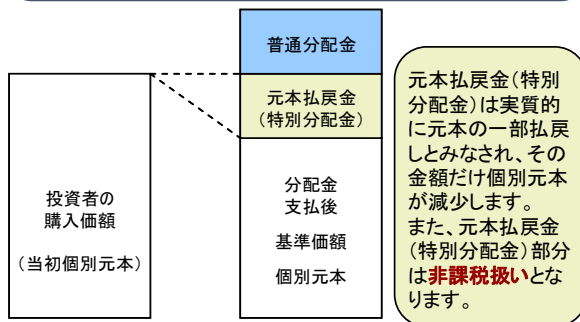 普通分配金
元本払戻金
(特別分配金)
投資者の
購入価額
(当初個別元本)
分配金
支払後
基準価額
個別元本
元本払戻金(特別
分配金)は実質的
に元本の一部払戻
しとみなされ、その
金額だけ個別元本
が減少します。
また、元本払戻金
(特別分配金)部分
は非課税扱いとな
ります。